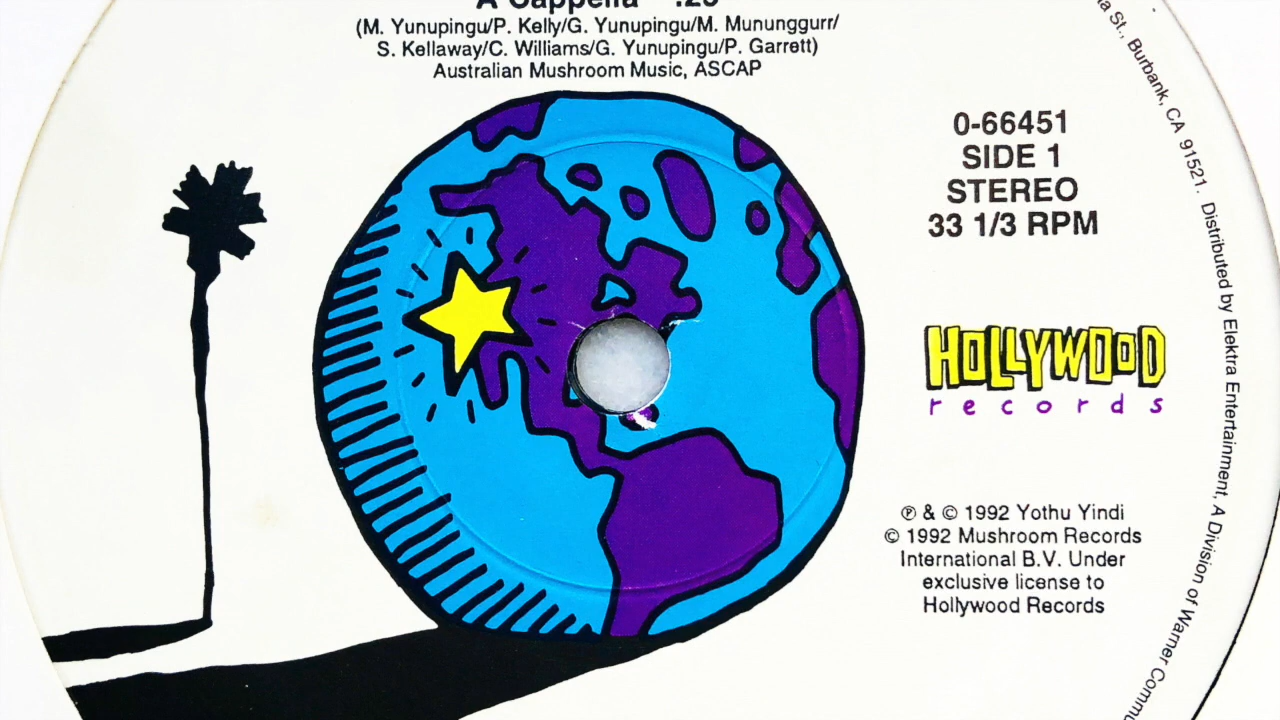 A Cappella :23
(M. Yunupingu/P. Kelly/G. Yunupingu/M. Mununggurr/
S. Kellaway/C. Williams/G. Yunupingu/P. Garrett)
Australian Mushroom Music, ASCAP
0-66451
SIDE 1
STEREO
33 1/3 RPM
HOLLYWOOD
records
℗ & © 1992 Yothu Yindi
© 1992 Mushroom Records
International B.V. Under
exclusive license to
Hollywood Records
St., Burbank, CA 91521. Distributed by Elektra Entertainment, A Division of Warner